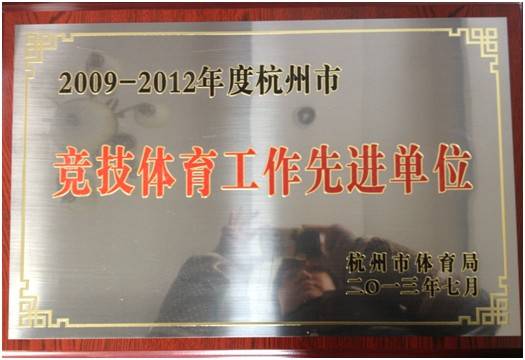 2009-2012年度杭州市
竞技体育工作先进单位
杭州市体育局
二〇一三年七月